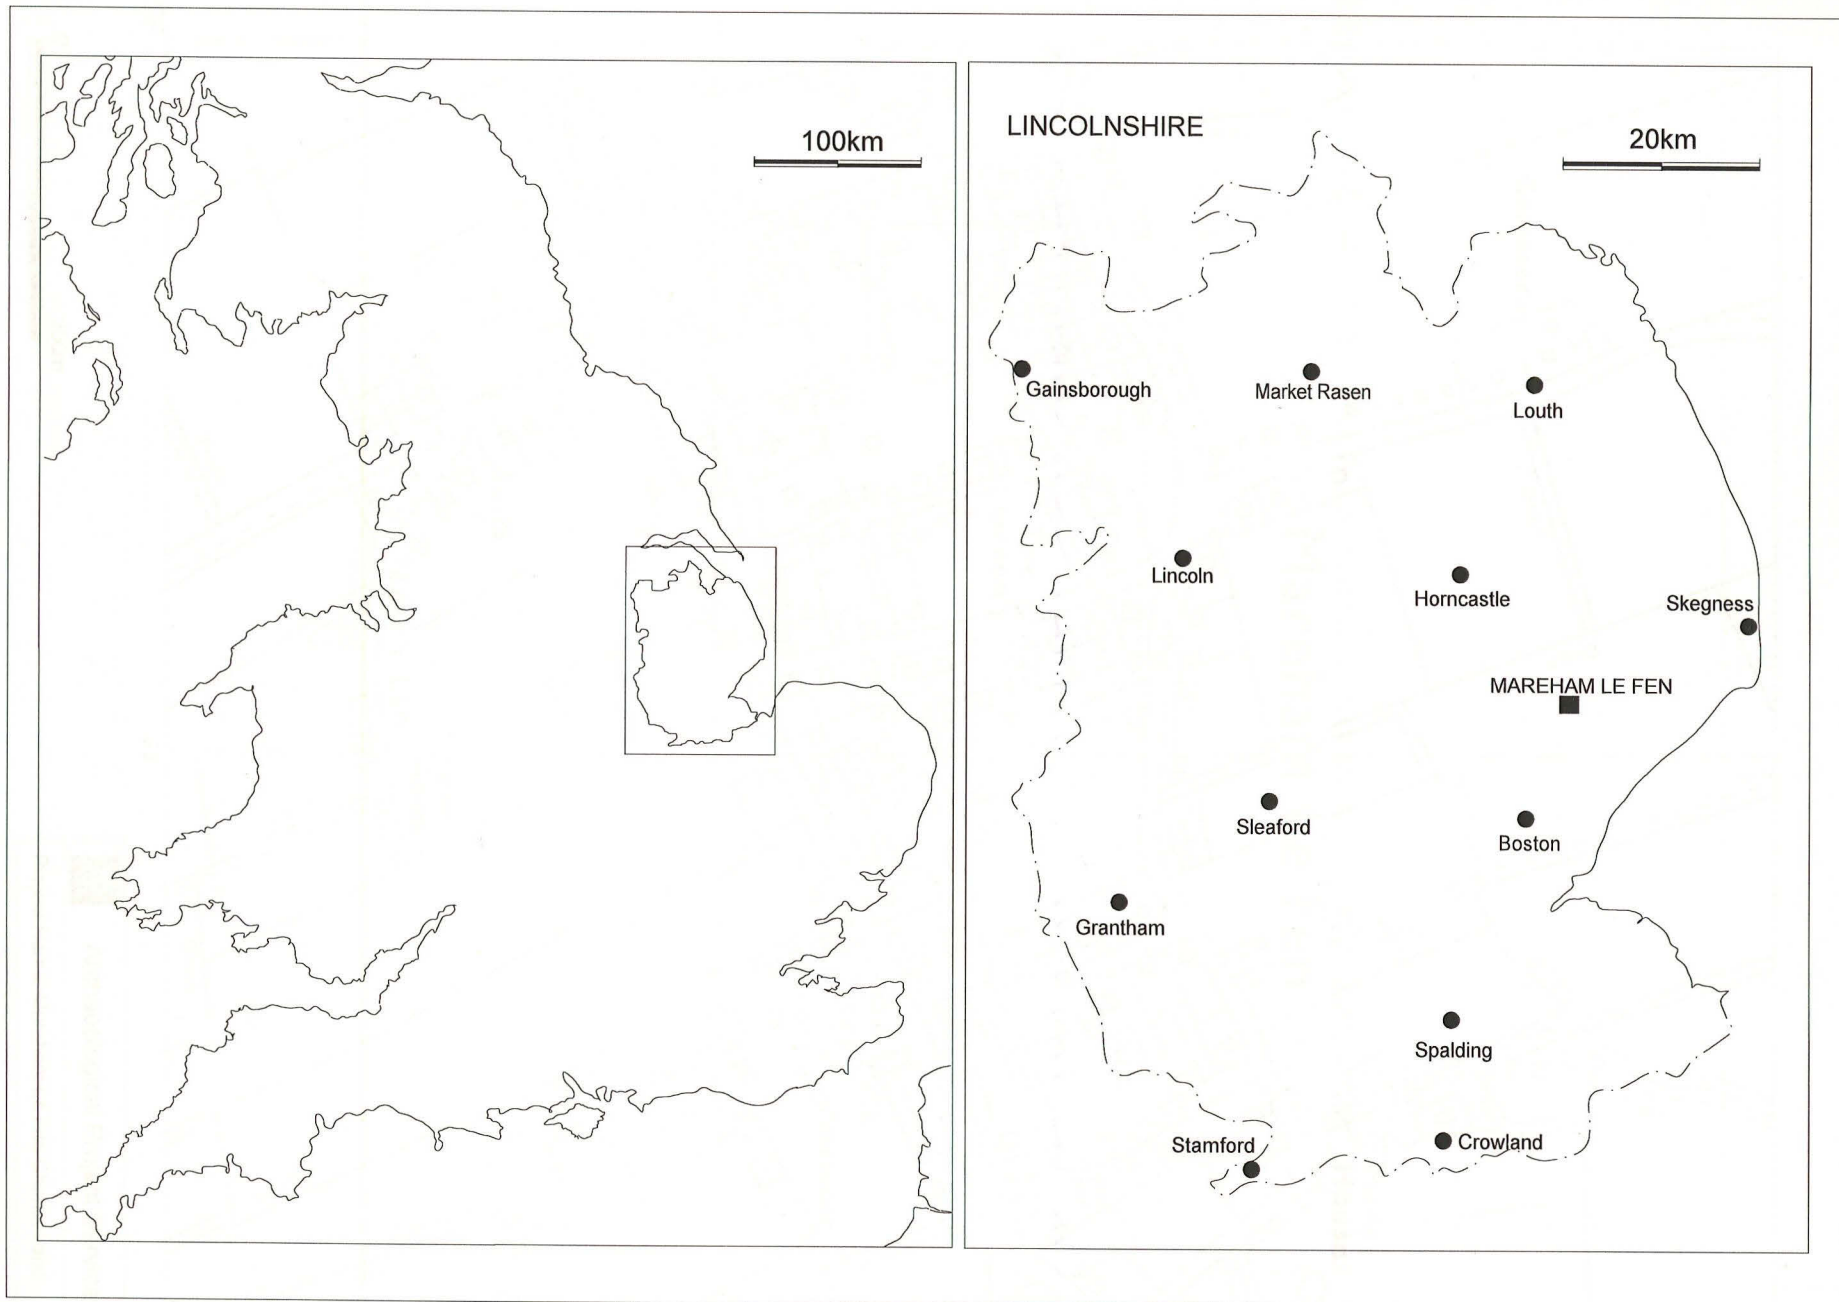 100km
LINCOLNSHIRE
20km
Gainsborough
Market Rasen
Louth
Lincoln
Horncastle
Skegness
MAREHAM LE FEN
Sleaford
Boston
Grantham
Spalding
Stamford
Crowland